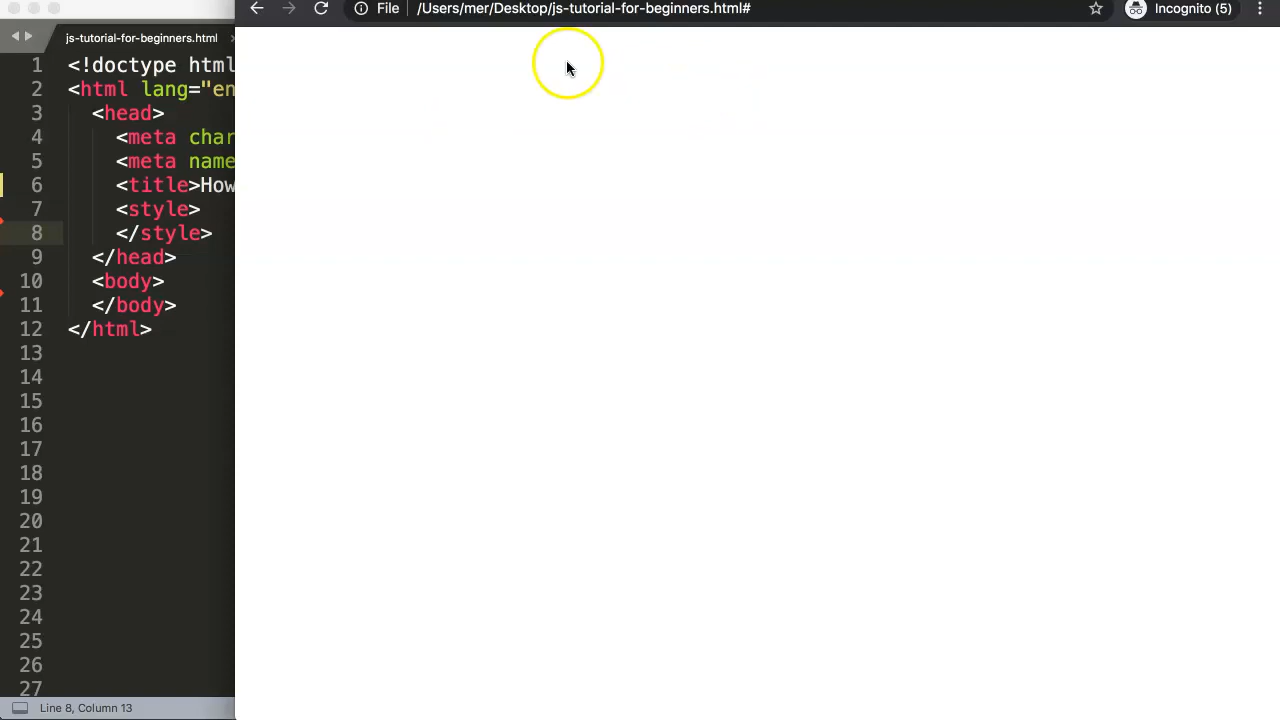 File /Users/mer/Desktop/js-tutorial-for-beginners.html# Incognito (5)
js-tutorial-for-beginners.html
1 <!doctype html
2 <html lang="en
3 <head>
4 <meta char
5 <meta name
6 <title>How
7 <style>
8 </style>
9 </head>
10 <body>
11 </body>
12 </html>
13
14
15
16
17
18
19
20
21
22
23
24
25
26
27
Line 8, Column 13